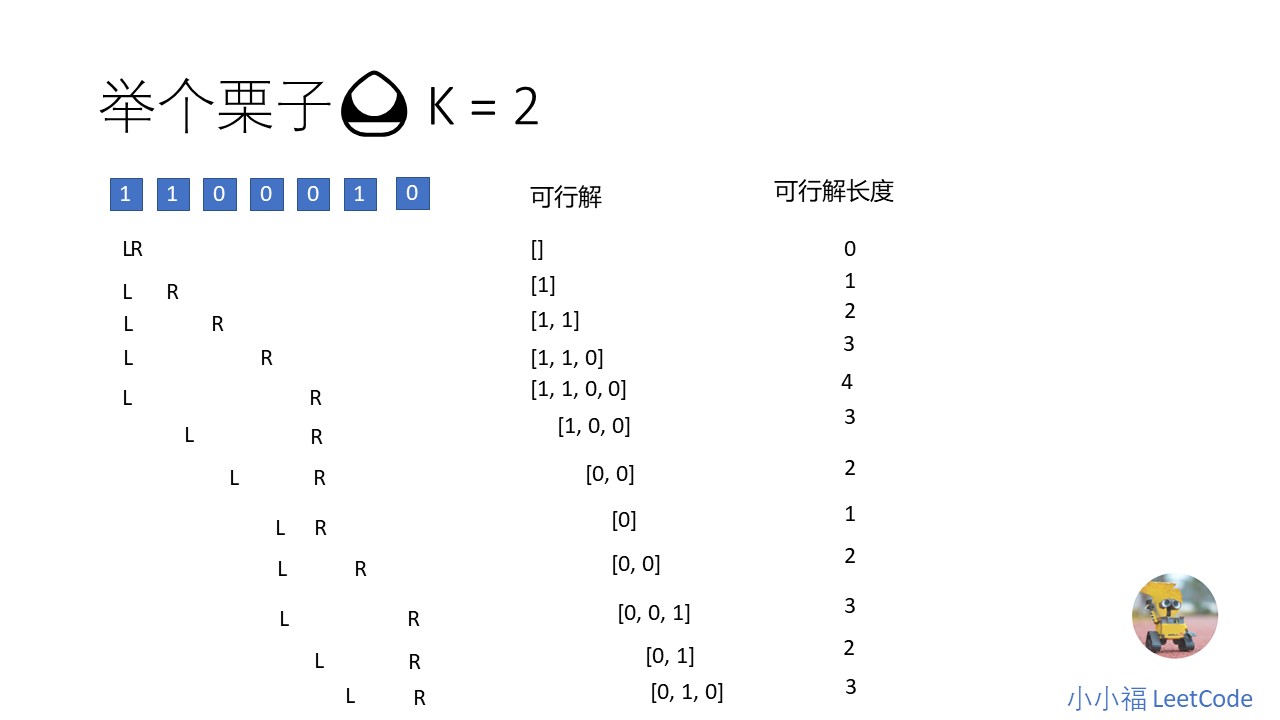 举个栗子 K = 2
1 1 0 0 0 1 0 可行解 可行解长度
LR [] 0
L R [1] 1
L R [1, 1] 2
L R [1, 1, 0] 3
L R [1, 1, 0, 0] 4
L R [1, 0, 0] 3
L R [0, 0] 2
L R [0] 1
L R [0, 0] 2
L R [0, 0, 1] 3
L R [0, 1] 2
L R [0, 1, 0] 3
小小福 LeetCode